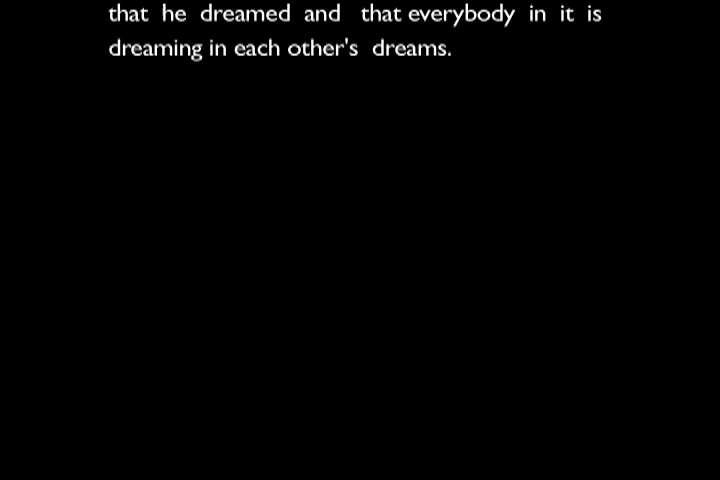 that he dreamed and that everybody in it is
dreaming in each other's dreams.